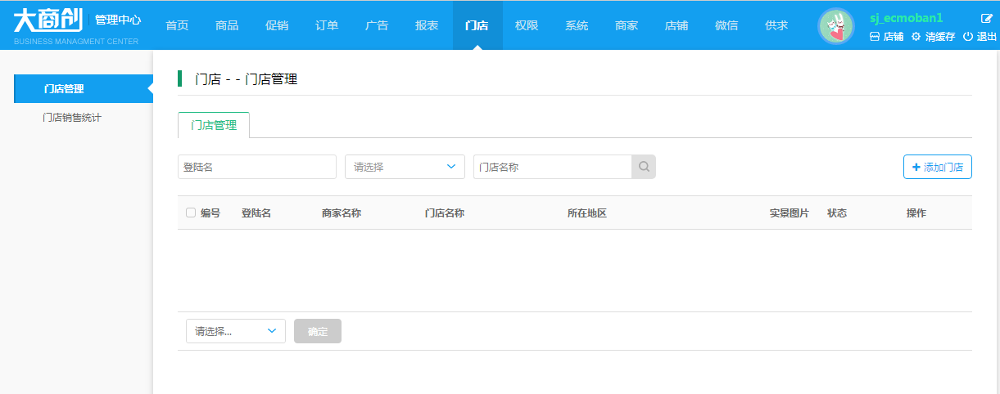 大商创 管理中心
BUSINESS MANAGMENT CENTER
首页 商品 促销 订单 广告 报表 门店 权限 系统 商家 店铺 微信 供求
sj_ecmoban1
店铺 清缓存 退出
门店管理
门店销售统计
门店 - - 门店管理
门店管理
登陆名 请选择 门店名称 添加门店
编号 登陆名 商家名称 门店名称 所在地区 实景图片 状态 操作
请选择... 确定